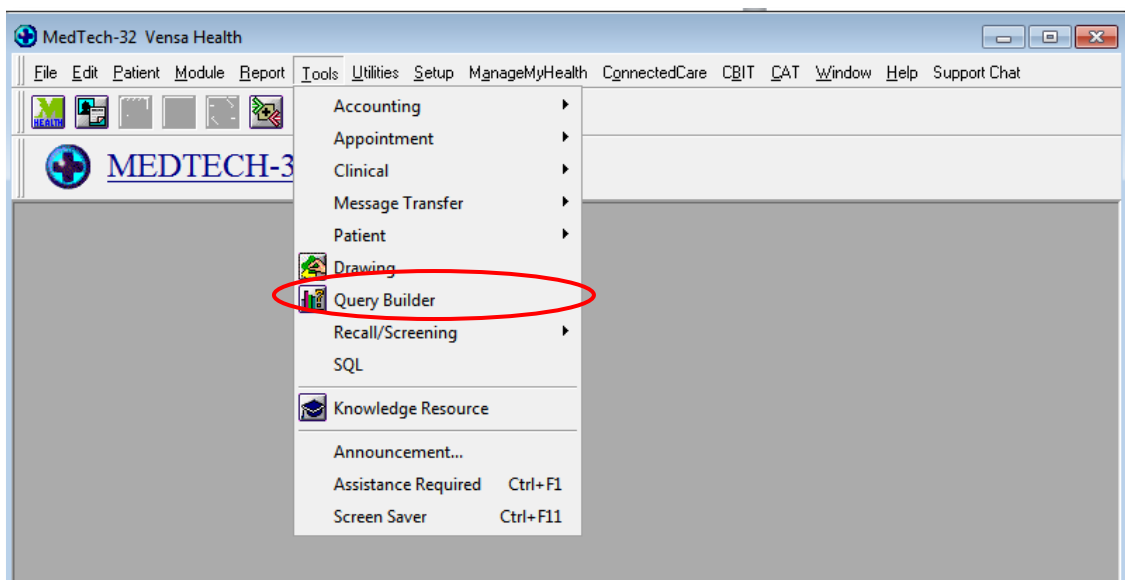 MedTech-32 Vensa Health
File Edit Patient Module Report Tools Utilities Setup ManageMyHealth ConnectedCare CBIT CAT Window Help Support Chat
HEALTH
MEDTECH-3
Accounting
Appointment
Clinical
Message Transfer
Patient
Drawing
Query Builder
Recall/Screening
SQL
Knowledge Resource
Announcement...
Assistance Required Ctrl+F1
Screen Saver Ctrl+F11